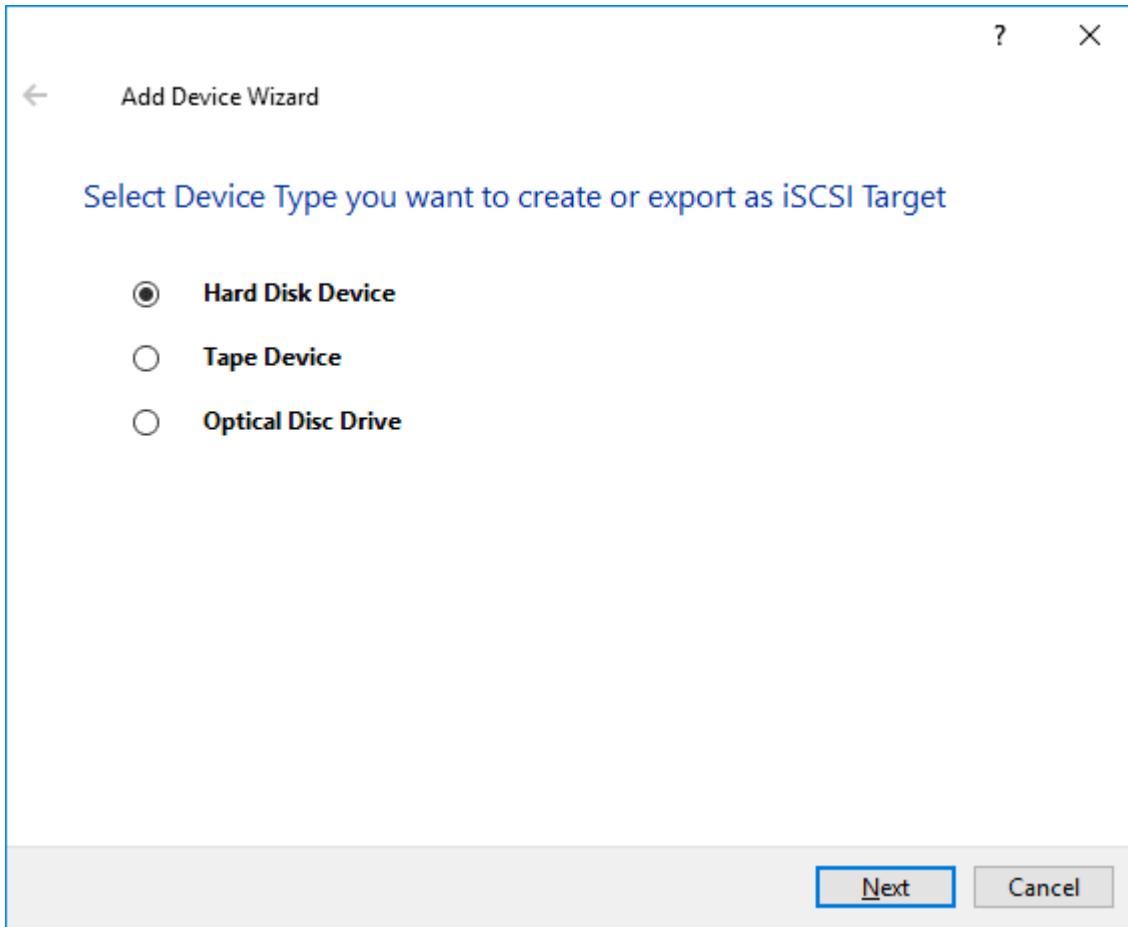 ?
Add Device Wizard
Select Device Type you want to create or export as iSCSI Target
Hard Disk Device
Tape Device
Optical Disc Drive
Next Cancel